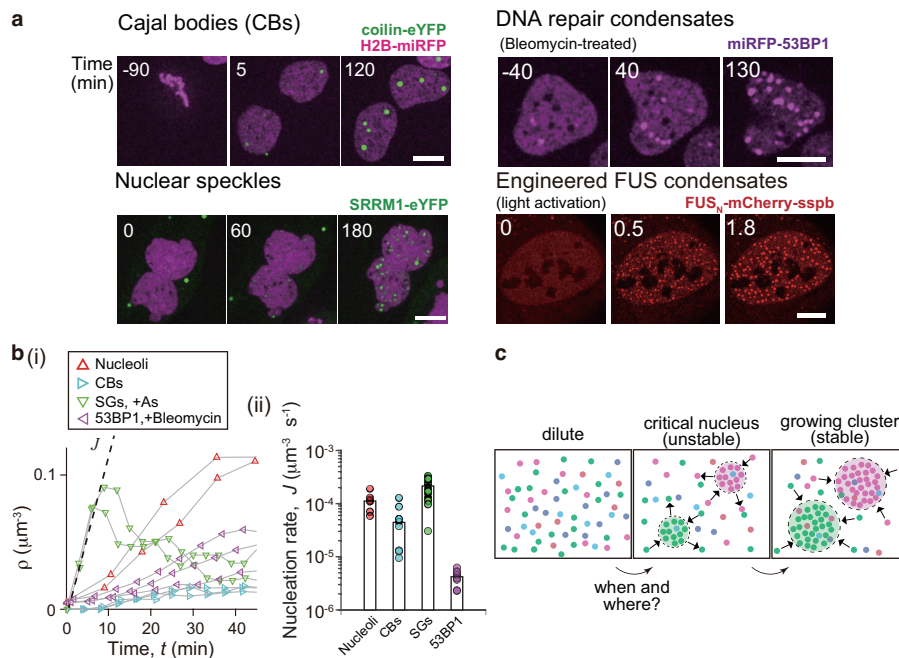 a
Cajal bodies (CBs)
coilin-eYFP
H2B-miRFP
Time
(min)
-90
5
120
DNA repair condensates
(Bleomycin-treated)
miRFP-53BP1
-40
40
130
Nuclear speckles
SRRM1-eYFP
0
60
180
Engineered FUS condensates
(light activation)
FUSN-mCherry-sspb
0
0.5
1.8
b (i)
Nucleoli
CBs
SGs, +As
53BP1,+Bleomycin
J
0.1
0
ρ (μm-3)
0 10 20 30 40
Time, t (min)
(ii)
Nucleation rate, J (μm-3 s-1)
10-3
10-4
10-5
10-6
Nucleoli
CBs
SGs
53BP1
c
dilute
critical nucleus
(unstable)
growing cluster
(stable)
when and
where?